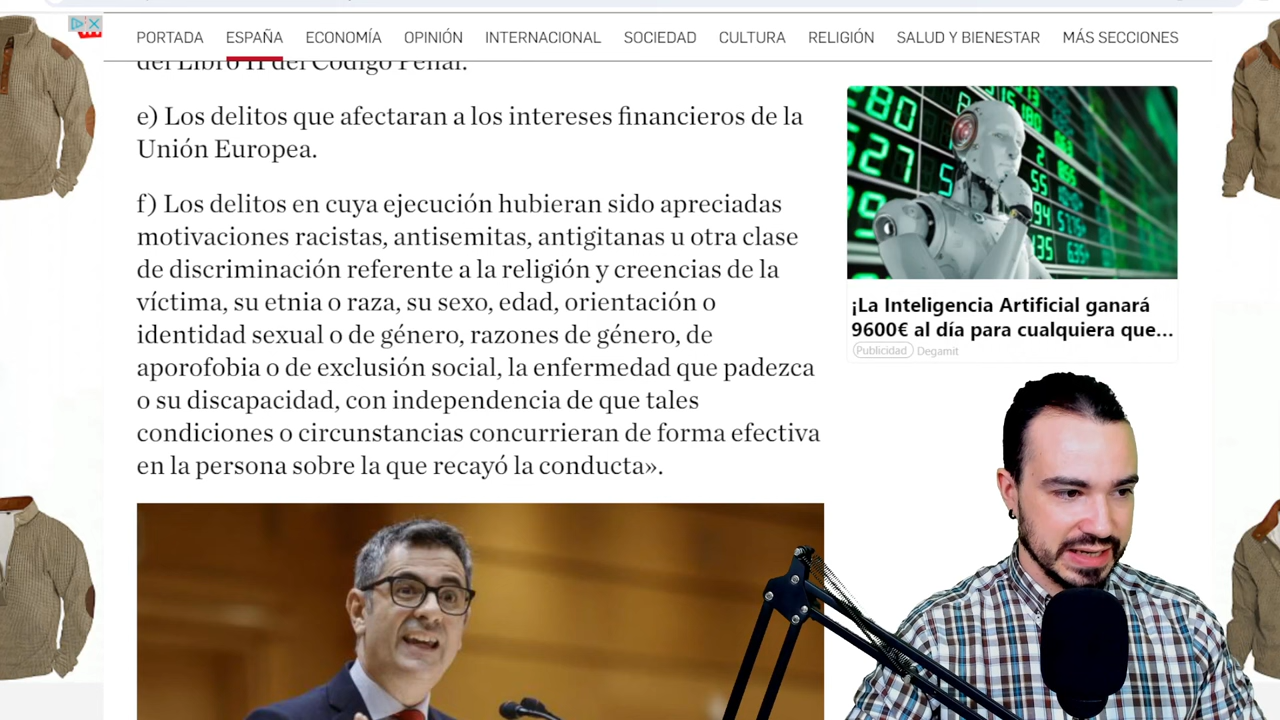 PORTADA ESPAÑA ECONOMÍA OPINIÓN INTERNACIONAL SOCIEDAD CULTURA RELIGIÓN SALUD Y BIENESTAR MÁS SECCIONES
del Libro II del Código Penal.
e) Los delitos que afectaran a los intereses financieros de la
Unión Europea.
f) Los delitos en cuya ejecución hubieran sido apreciadas
motivaciones racistas, antisemitas, antigitanas u otra clase
de discriminación referente a la religión y creencias de la
víctima, su etnia o raza, su sexo, edad, orientación o
identidad sexual o de género, razones de género, de
aporofobia o de exclusión social, la enfermedad que padezca
o su discapacidad, con independencia de que tales
condiciones o circunstancias concurrieran de forma efectiva
en la persona sobre la que recayó la conducta».
¡La Inteligencia Artificial ganará
9600€ al día para cualquiera que...
Publicidad Degamit